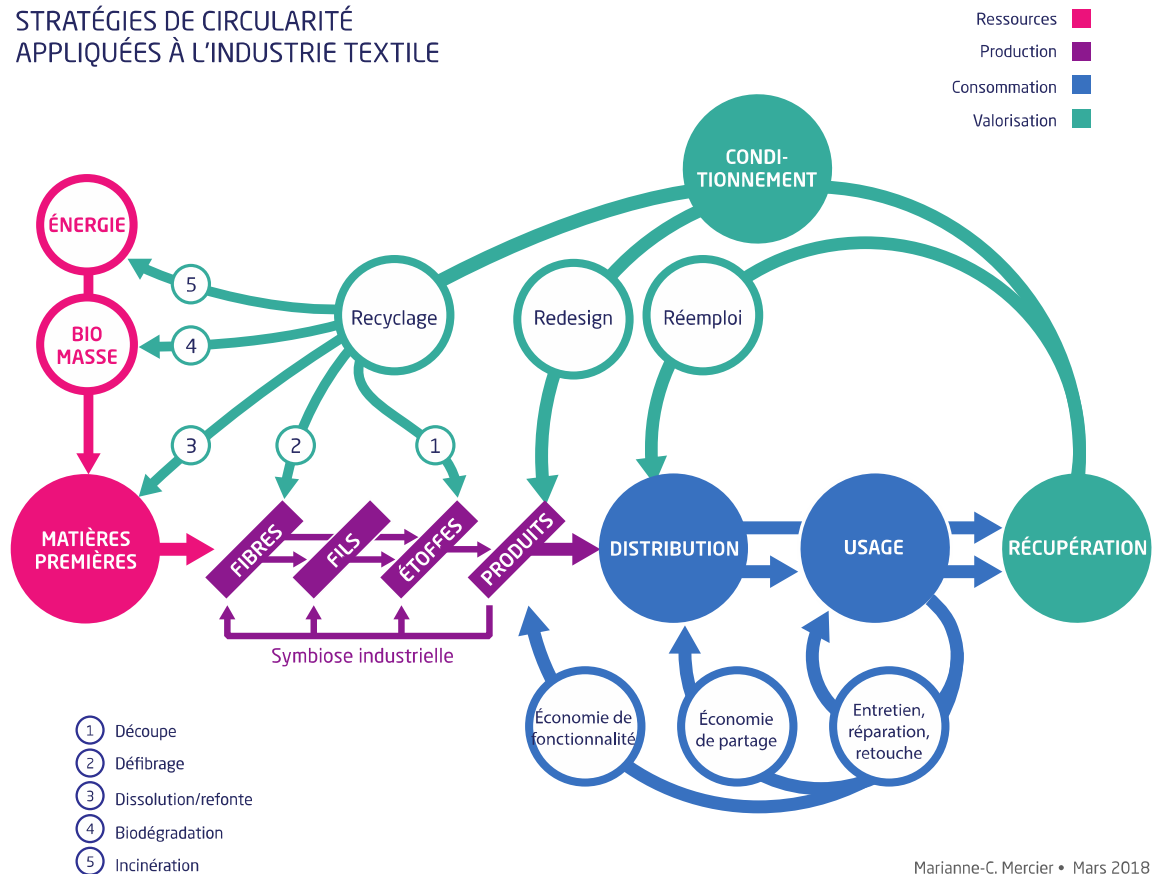 STRATÉGIES DE CIRCULARITÉ
APPLIQUÉES À L'INDUSTRIE TEXTILE
Ressources
Production
Consommation
Valorisation
CONDI-
TIONNEMENT
ÉNERGIE
5
Recyclage
Redesign
Réemploi
BIO
MASSE
4
3
2
1
MATIÈRES
PREMIÈRES
FIBRES
FILS
ÉTOFFES
PRODUITS
DISTRIBUTION
USAGE
RÉCUPÉRATION
Symbiose industrielle
Économie de
fonctionnalité
Économie
de partage
Entretien,
réparation,
retouche
1 Découpe
2 Défibrage
3 Dissolution/refonte
4 Biodégradation
5 Incinération
Marianne-C. Mercier • Mars 2018